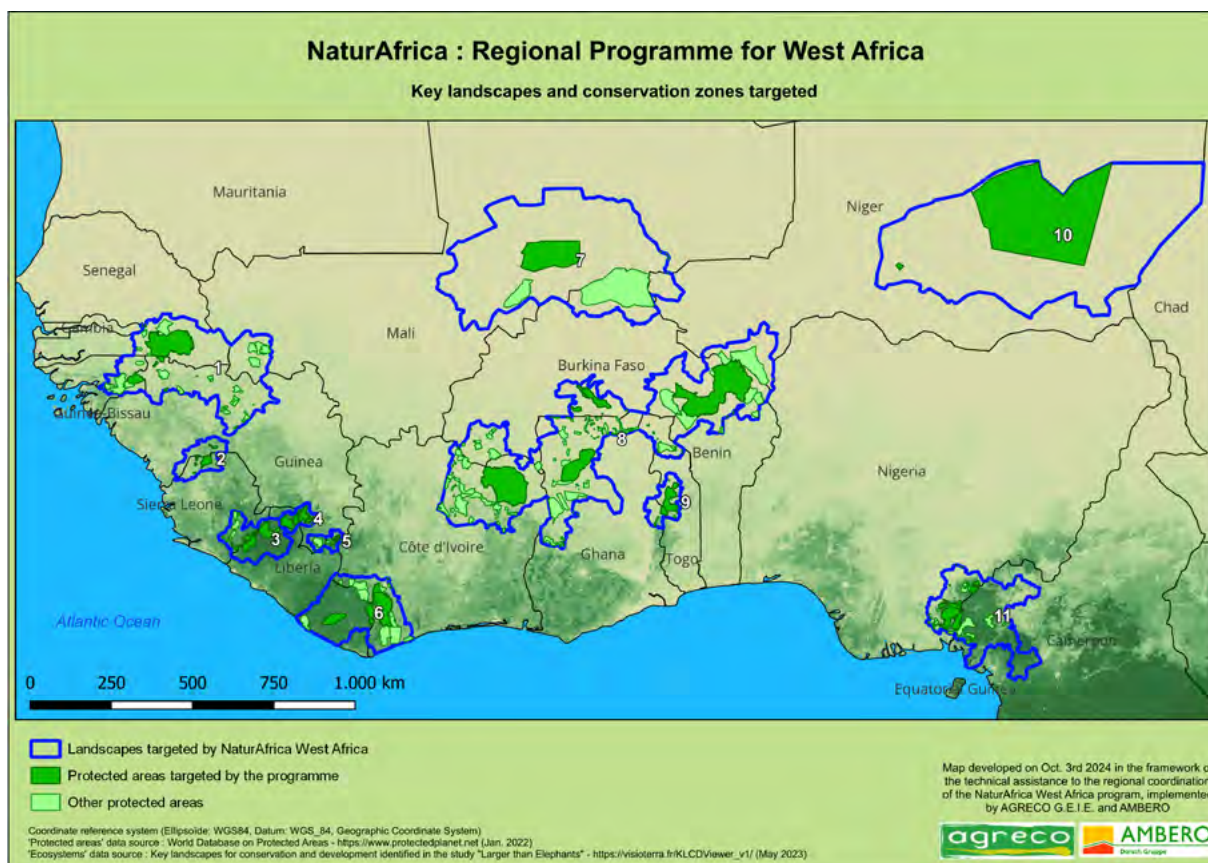 NaturAfrica : Regional Programme for West Africa
Key landscapes and conservation zones targeted
Mauritania
Niger
10
7
Senegal
Chad
Gambia
Mali
1
Burkina Faso
Guinea-Bissau
8
Benin
2
Guinea
Nigeria
Sierra Leone
9
4
3
5
Côte d'Ivoire
Ghana
Togo
Liberia
6
11
Atlantic Ocean
Cameroon
Equatorial Guinea
0 250 500 750 1.000 km
Landscapes targeted by NaturAfrica West Africa
Protected areas targeted by the programme
Other protected areas
Map developed on Oct. 3rd 2024 in the framework of
the technical assistance to the regional coordination
of the NaturAfrica West Africa program, implemented
by AGRECO G.E.I.E. and AMBERO
Coordinate reference system (Ellipsoïde: WGS84, Datum: WGS_84, Geographic Coordinate System)
'Protected areas' data source : World Database on Protected Areas - https://www.protectedplanet.net (Jan. 2022)
'Ecosystems' data source : Key landscapes for conservation and development identified in the study "Larger than Elephants" - https://visioterra.fr/KLCDViewer_v1/ (May 2023)
agreco
AMBERO
Dorsch Gruppe